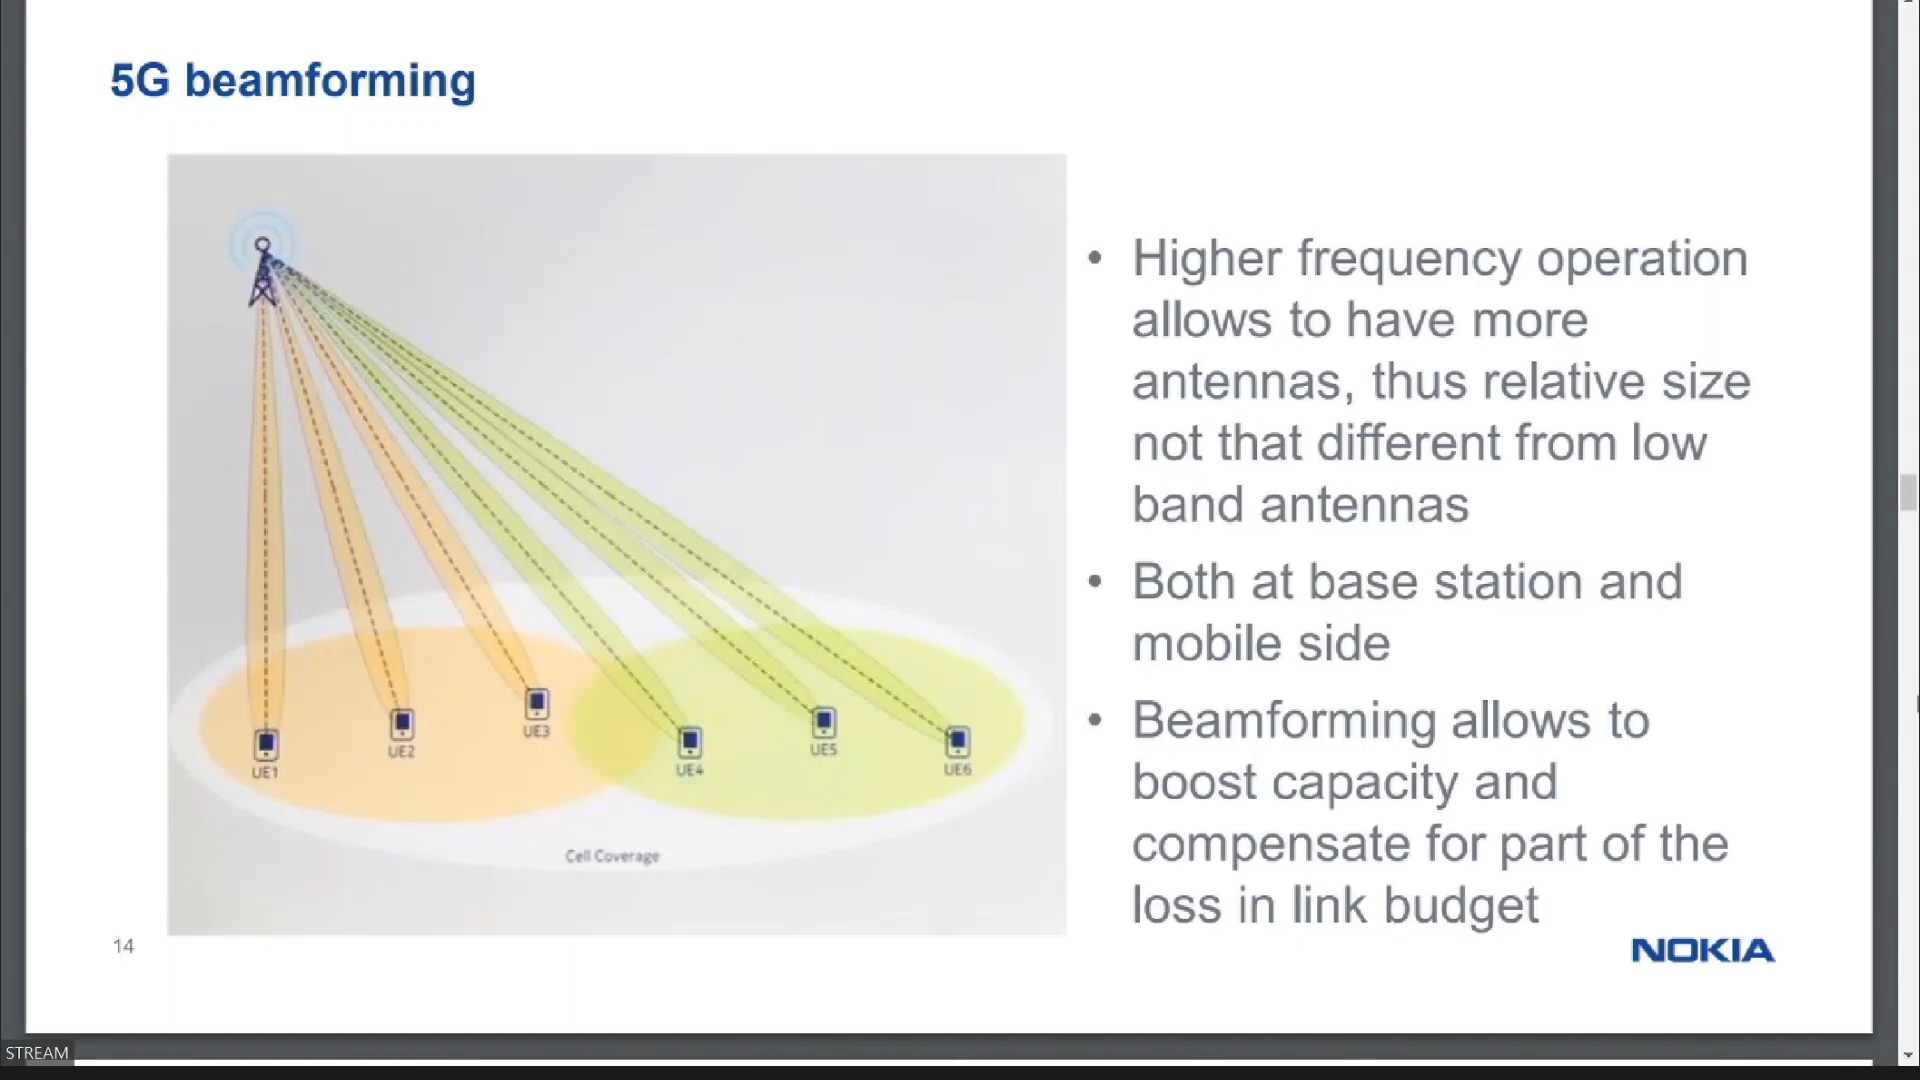 5G beamforming
• Higher frequency operation
allows to have more
antennas, thus relative size
not that different from low
band antennas
• Both at base station and
mobile side
• Beamforming allows to
boost capacity and
compensate for part of the
loss in link budget
UE1
UE2
UE3
UE4
UE5
UE6
Cell Coverage
14
NOKIA
STREAM